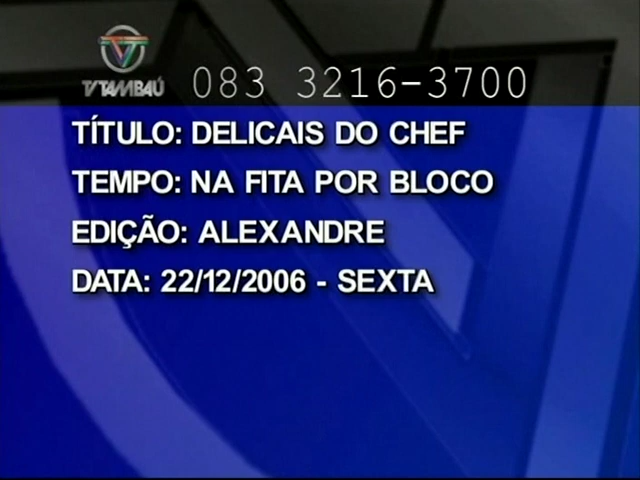 TV TAMBAÚ 083 3216-3700
TÍTULO: DELICAIS DO CHEF
TEMPO: NA FITA POR BLOCO
EDIÇÃO: ALEXANDRE
DATA: 22/12/2006 - SEXTA